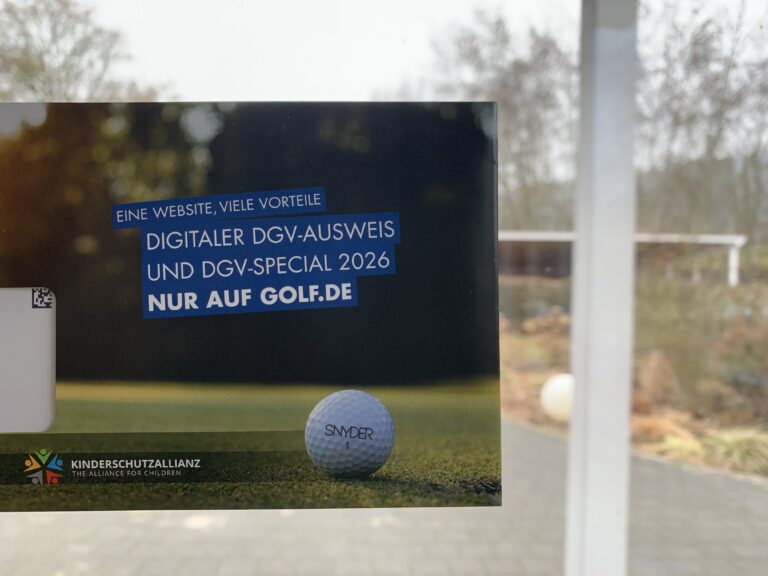 EINE WEBSITE, VIELE VORTEILE
DIGITALER DGV-AUSWEIS
UND DGV-SPECIAL 2026
NUR AUF GOLF.DE
SNYDER
1
KINDERSCHUTZALLIANZ
THE ALLIANCE FOR CHILDREN